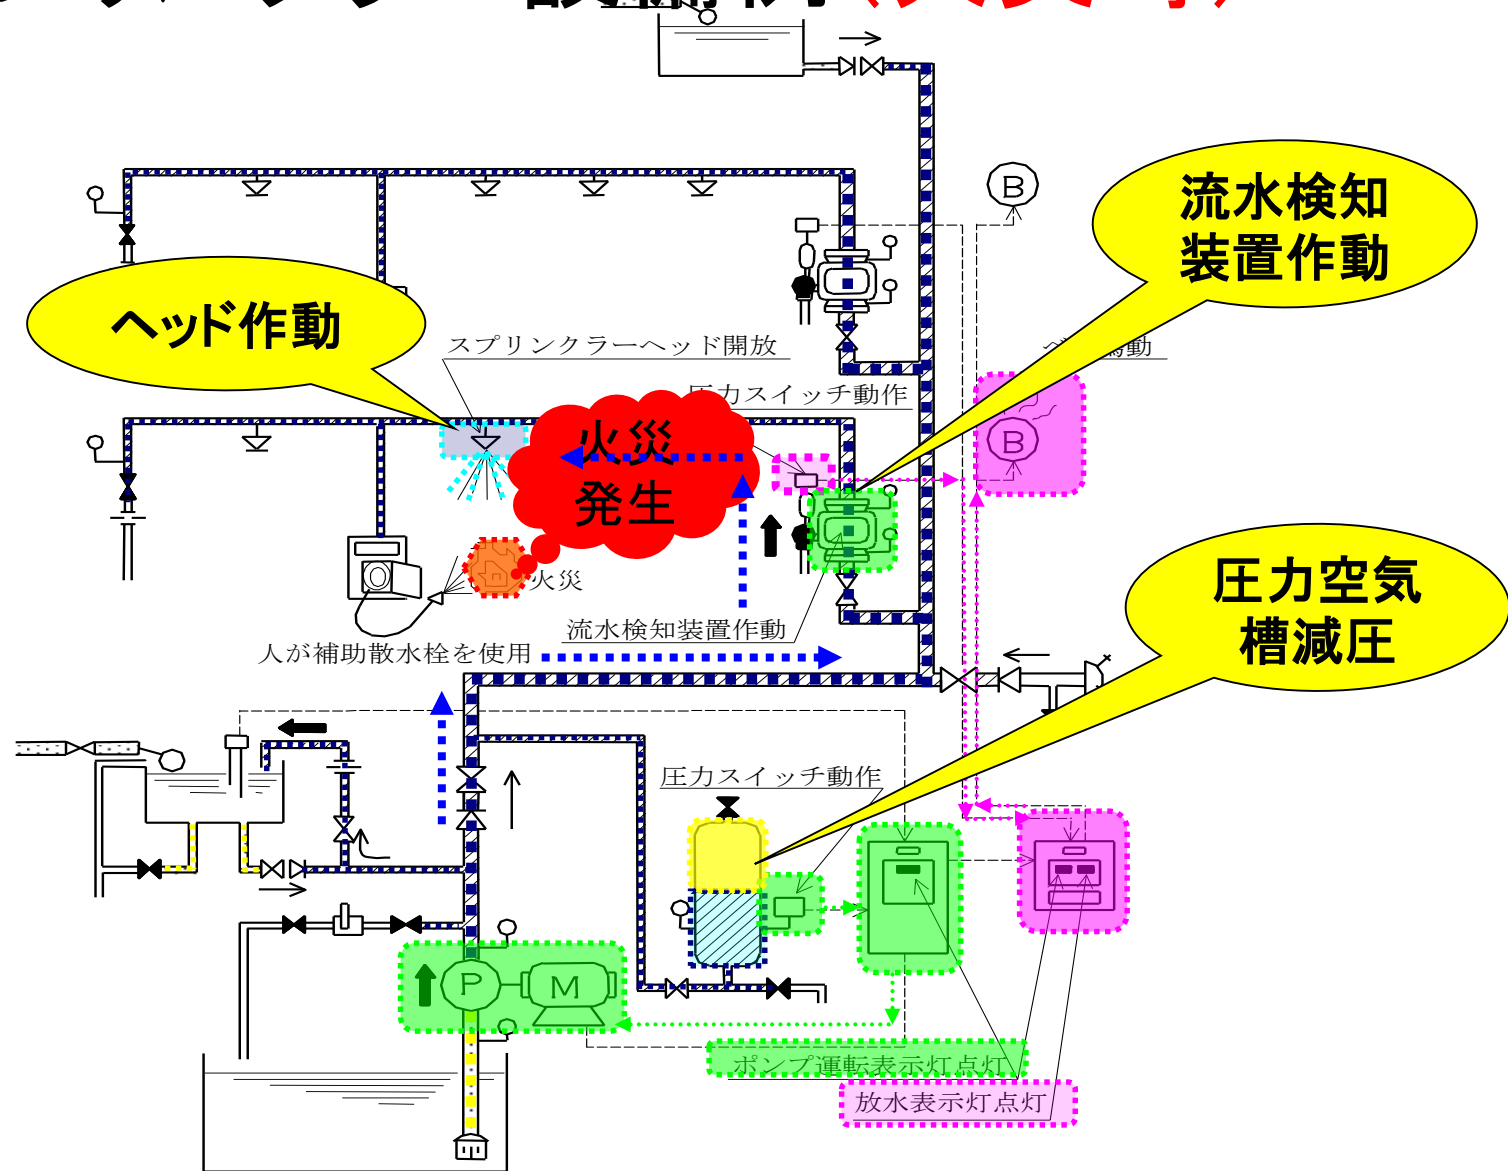 (火災時)
B
流水検知
装置作動
ヘッド作動
スプリンクラーヘッド開放
圧力スイッチ動作
火災
発生
B
火災
流水検知装置作動
人が補助散水栓を使用
圧力空気
槽減圧
圧力スイッチ動作
P
M
ポンプ運転表示灯点灯
放水表示灯点灯